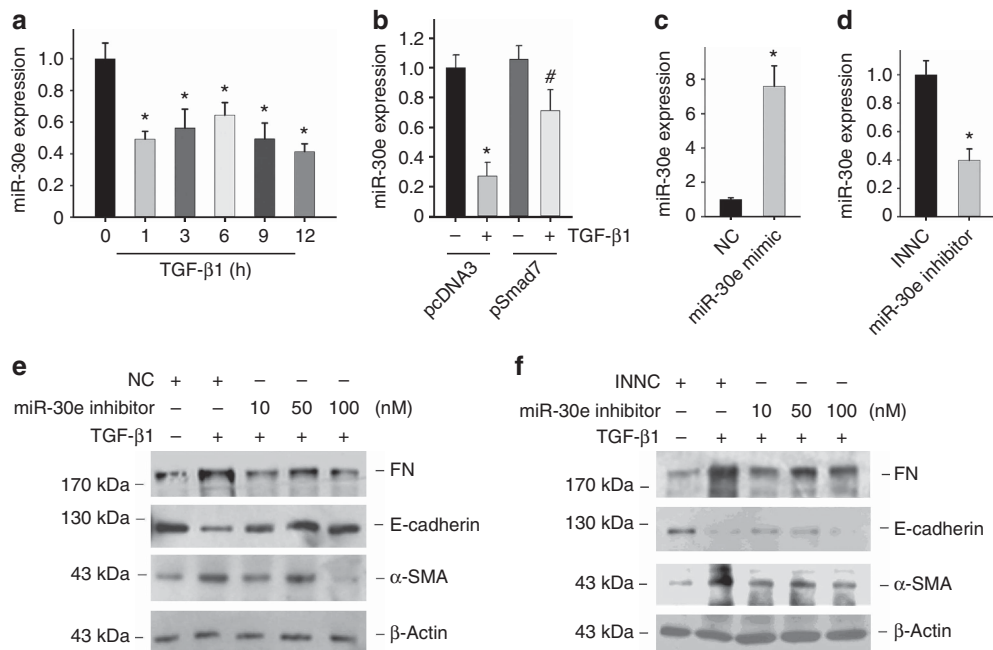 a
miR-30e expression
1.0
0.8
0.6
0.4
0.2
0
* * * * *
0 1 3 6 9 12
TGF-β1 (h)
b
miR-30e expression
1.2
1.0
0.8
0.6
0.4
0.2
0
* #
– + – + TGF-β1
pcDNA3
pSmad7
c
miR-30e expression
8
6
4
2
0
*
NC
miR-30e mimic
d
miR-30e expression
1.0
0.8
0.6
0.4
0.2
0
*
INNC
miR-30e inhibitor
e
NC + + – – –
miR-30e inhibitor – – 10 50 100 (nM)
TGF-β1 – + + + +
170 kDa – – FN
130 kDa – – E-cadherin
43 kDa – – α-SMA
43 kDa – – β-Actin
f
INNC + + – – –
miR-30e inhibitor – – 10 50 100 (nM)
TGF-β1 – + + + +
170 kDa – – FN
130 kDa – – E-cadherin
43 kDa – – α-SMA
43 kDa – – β-Actin